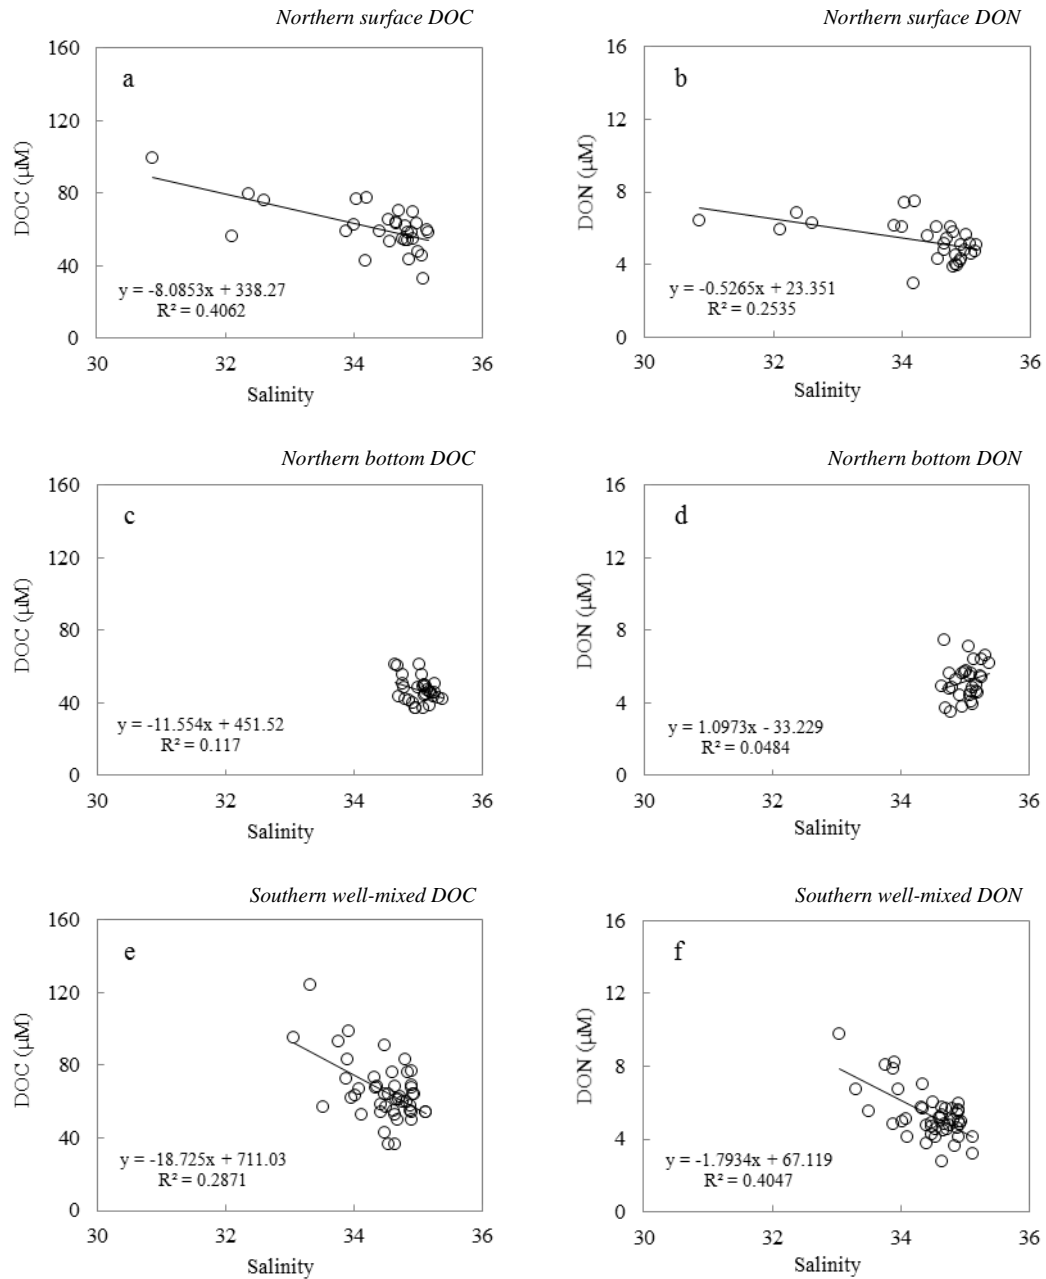 Northern surface DOC
a
160
120
80
40
0
DOC (µM)
y = -8.0853x + 338.27
R² = 0.4062
30 32 34 36
Salinity
Northern surface DON
b
16
12
8
4
0
DON (µM)
y = -0.5265x + 23.351
R² = 0.2535
30 32 34 36
Salinity
Northern bottom DOC
c
160
120
80
40
0
DOC (µM)
y = -11.554x + 451.52
R² = 0.117
30 32 34 36
Salinity
Northern bottom DON
d
16
12
8
4
0
DON (µM)
y = 1.0973x - 33.229
R² = 0.0484
30 32 34 36
Salinity
Southern well-mixed DOC
e
160
120
80
40
0
DOC (µM)
y = -18.725x + 711.03
R² = 0.2871
30 32 34 36
Salinity
Southern well-mixed DON
f
16
12
8
4
0
DON (µM)
y = -1.7934x + 67.119
R² = 0.4047
30 32 34 36
Salinity